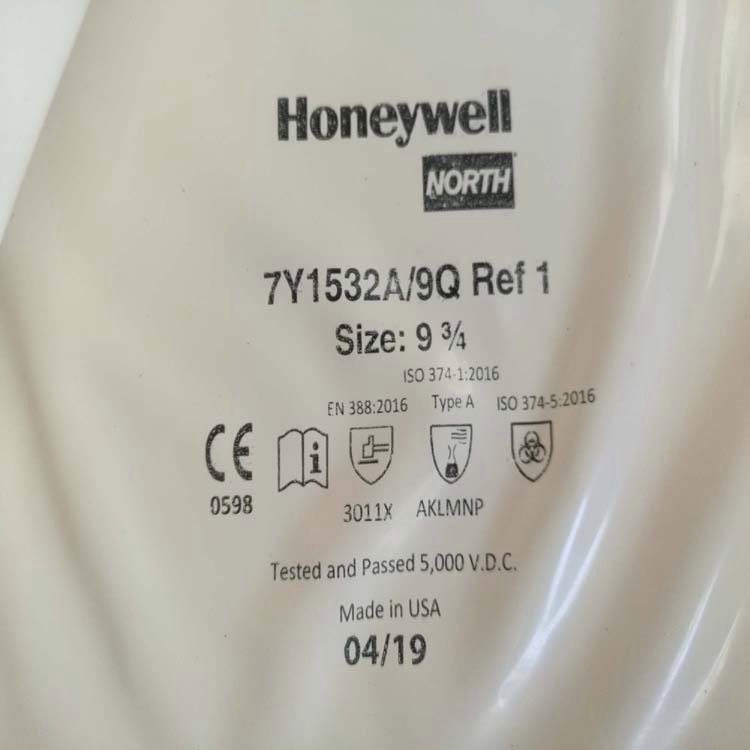 Honeywell
NORTH
7Y1532A/9Q Ref 1
Size: 9 ¾
ISO 374-1:2016
EN 388:2016 Type A ISO 374-5:2016
CE
i
0598
3011X AKLMNP
Tested and Passed 5,000 V.D.C.
Made in USA
04/19